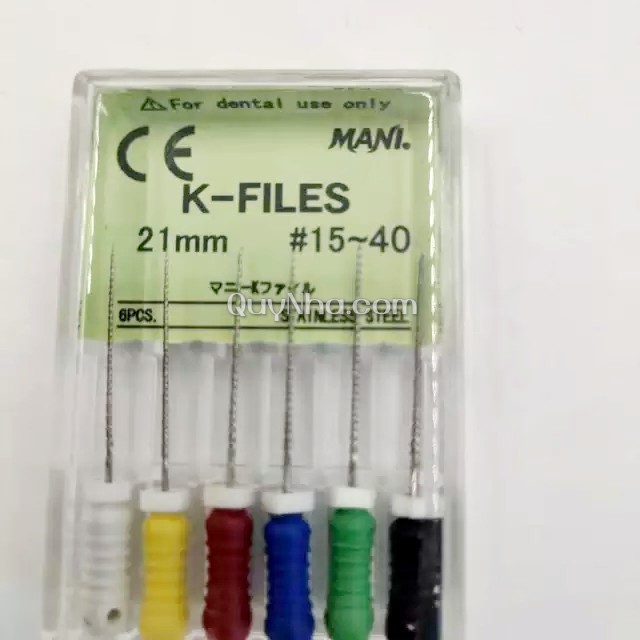 ⚠For dental use only
CE
MANI.
K-FILES
21mm #15~40
マニーKファイル
QuyNha.com
6PCS. STAINLESS STEEL